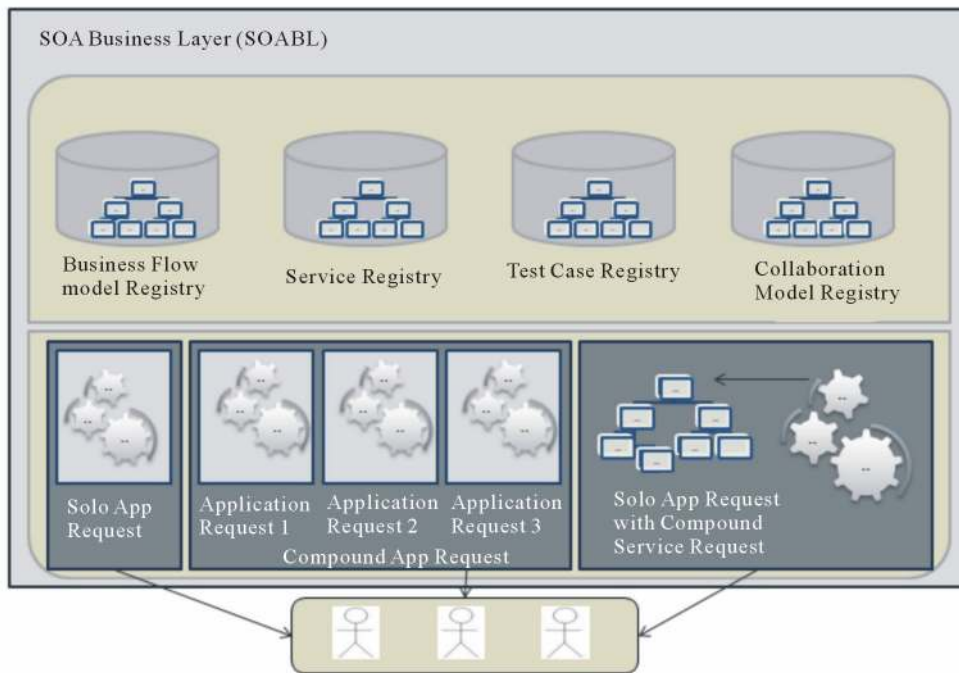 SOA Business Layer (SOABL)
Business Flow
model Registry
Service Registry
Test Case Registry
Collaboration
Model Registry
Solo App
Request
Application
Request 1
Application
Request 2
Application
Request 3
Compound App Request
Solo App Request
with Compound
Service Request